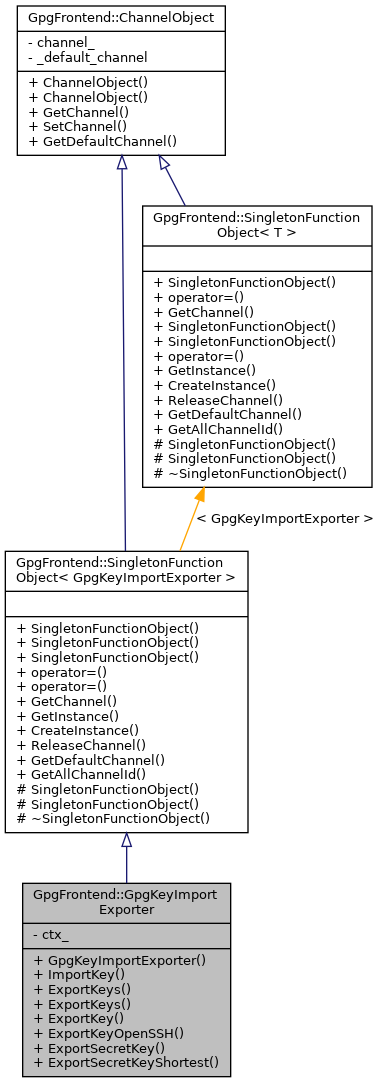 GpgFrontend::ChannelObject
- channel_
- _default_channel
+ ChannelObject()
+ ChannelObject()
+ GetChannel()
+ SetChannel()
+ GetDefaultChannel()
GpgFrontend::SingletonFunction
Object< T >
+ SingletonFunctionObject()
+ operator=()
+ GetChannel()
+ SingletonFunctionObject()
+ SingletonFunctionObject()
+ operator=()
+ GetInstance()
+ CreateInstance()
+ ReleaseChannel()
+ GetDefaultChannel()
+ GetAllChannelId()
# SingletonFunctionObject()
# SingletonFunctionObject()
# ~SingletonFunctionObject()
< GpgKeyImportExporter >
GpgFrontend::SingletonFunction
Object< GpgKeyImportExporter >
+ SingletonFunctionObject()
+ SingletonFunctionObject()
+ SingletonFunctionObject()
+ operator=()
+ operator=()
+ GetChannel()
+ GetInstance()
+ CreateInstance()
+ ReleaseChannel()
+ GetDefaultChannel()
+ GetAllChannelId()
# SingletonFunctionObject()
# SingletonFunctionObject()
# ~SingletonFunctionObject()
GpgFrontend::GpgKeyImport
Exporter
- ctx_
+ GpgKeyImportExporter()
+ ImportKey()
+ ExportKeys()
+ ExportKeys()
+ ExportKey()
+ ExportKeyOpenSSH()
+ ExportSecretKey()
+ ExportSecretKeyShortest()